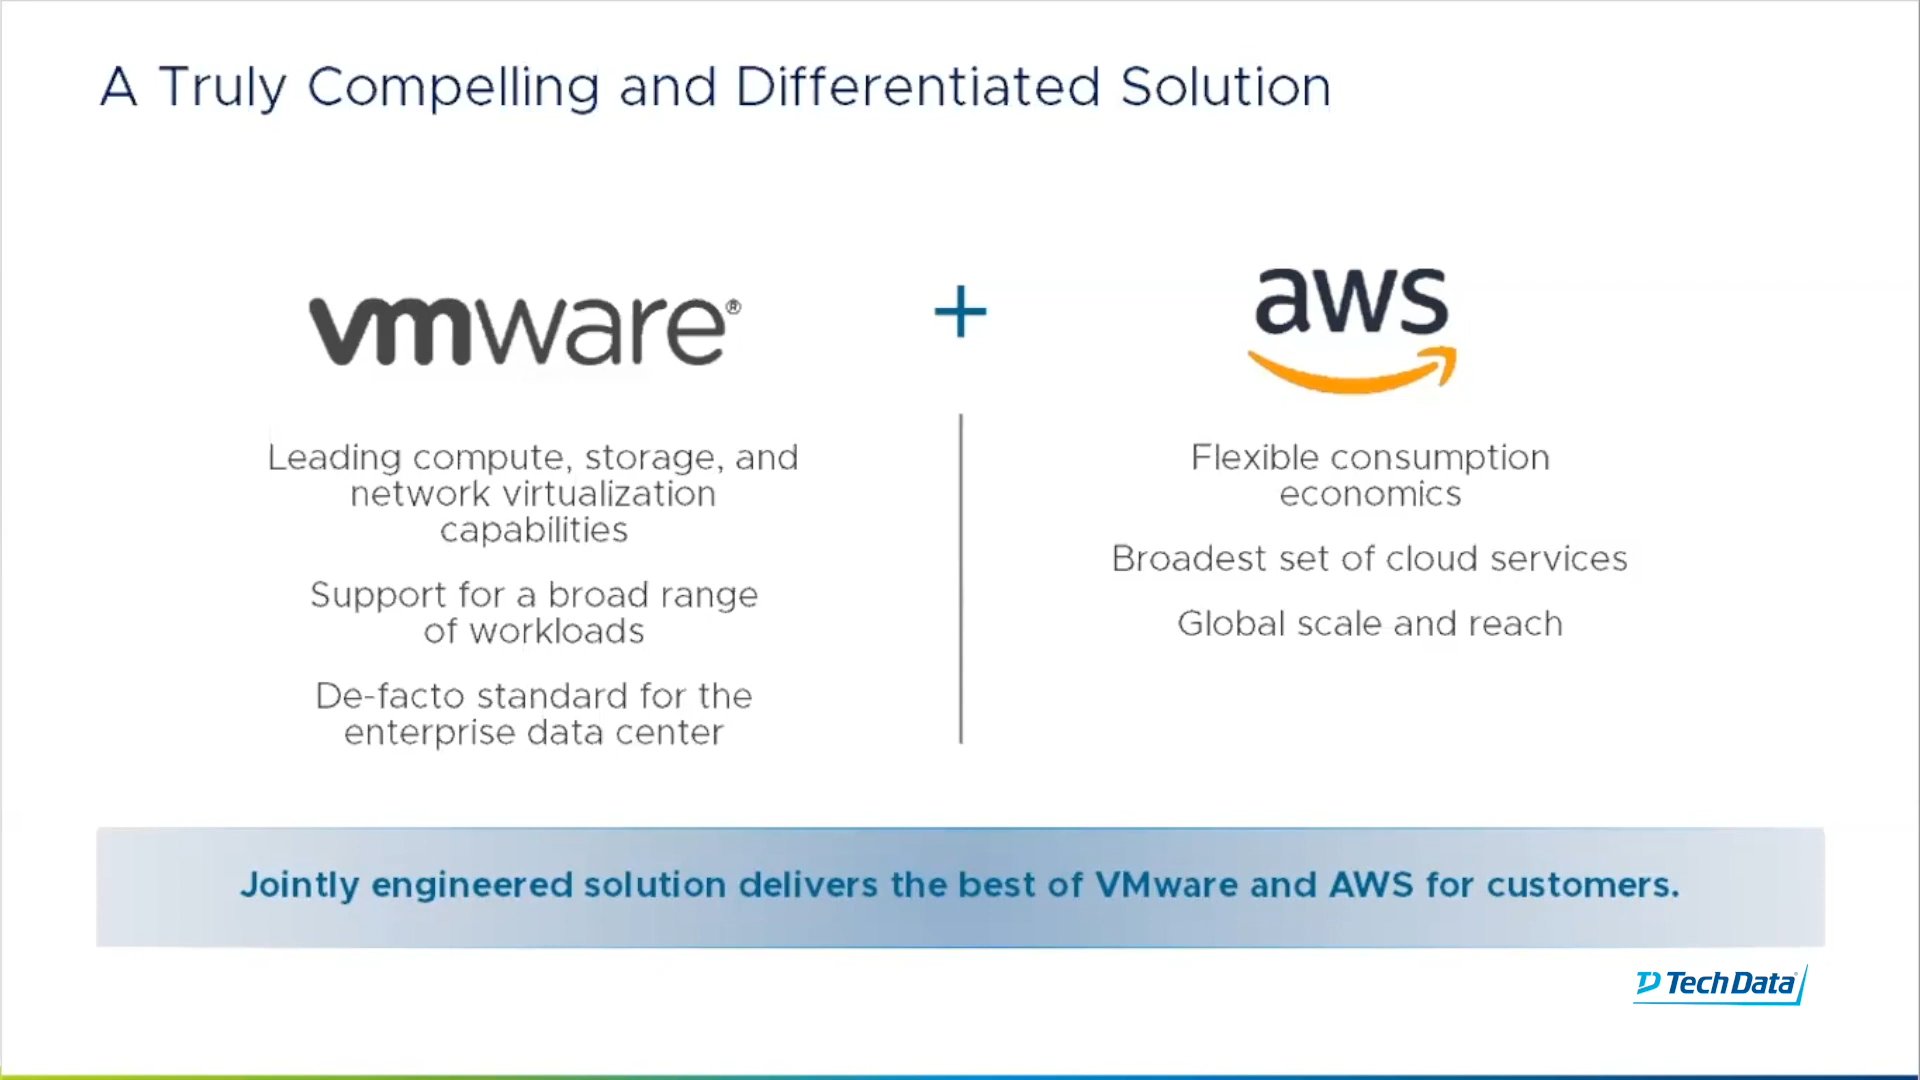 A Truly Compelling and Differentiated Solution
vmware®
+
aws
Leading compute, storage, and
network virtualization
capabilities
Support for a broad range
of workloads
De-facto standard for the
enterprise data center
Flexible consumption
economics
Broadest set of cloud services
Global scale and reach
Jointly engineered solution delivers the best of VMware and AWS for customers.
TD Tech Data